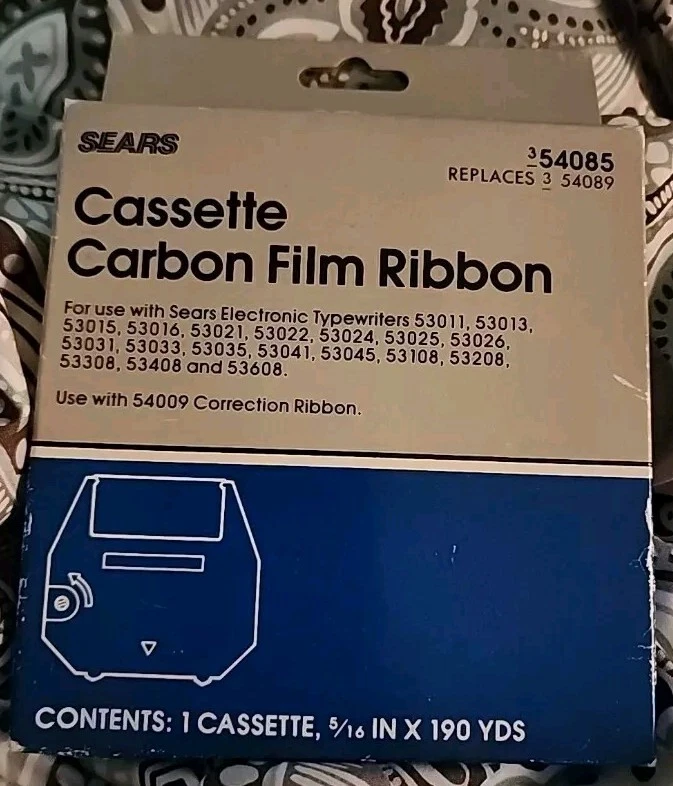 SEARS
3 54085
REPLACES 3 54089
Cassette
Carbon Film Ribbon
For use with Sears Electronic Typewriters 53011, 53013,
53015, 53016, 53021, 53022, 53024, 53025, 53026,
53031, 53033, 53035, 53041, 53045, 53108, 53208,
53308, 53408 and 53608.
Use with 54009 Correction Ribbon.
CONTENTS: 1 CASSETTE, 5/16 IN X 190 YDS